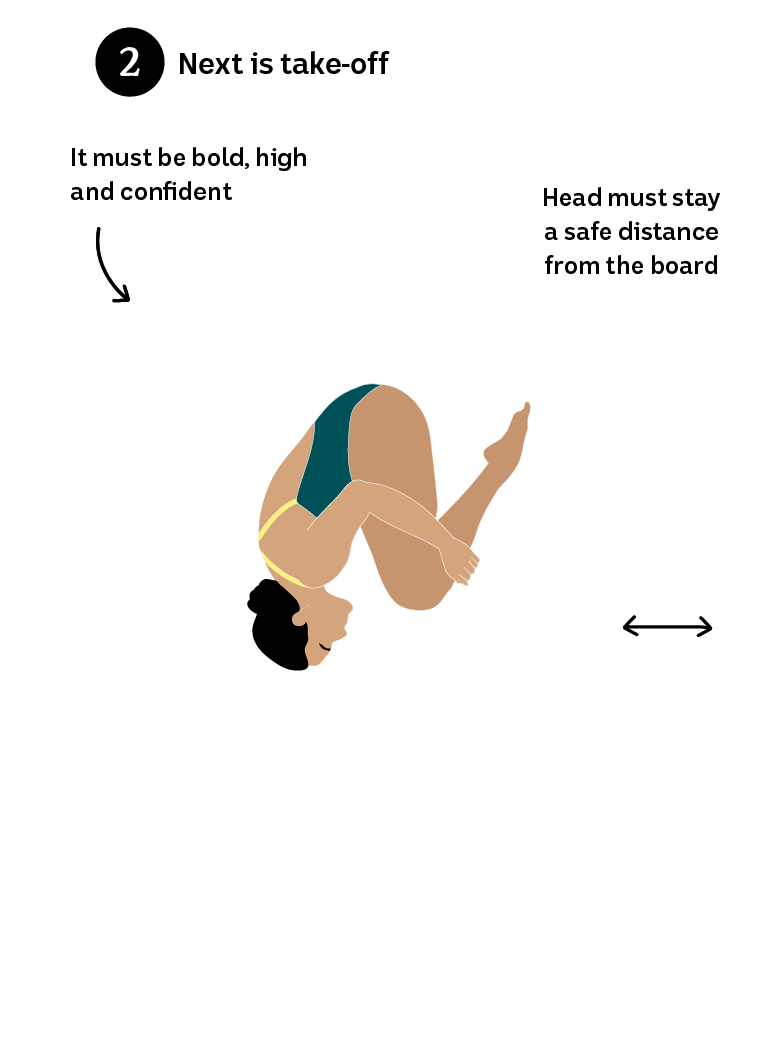 2 Next is take-off
It must be bold, high
and confident
Head must stay
a safe distance
from the board